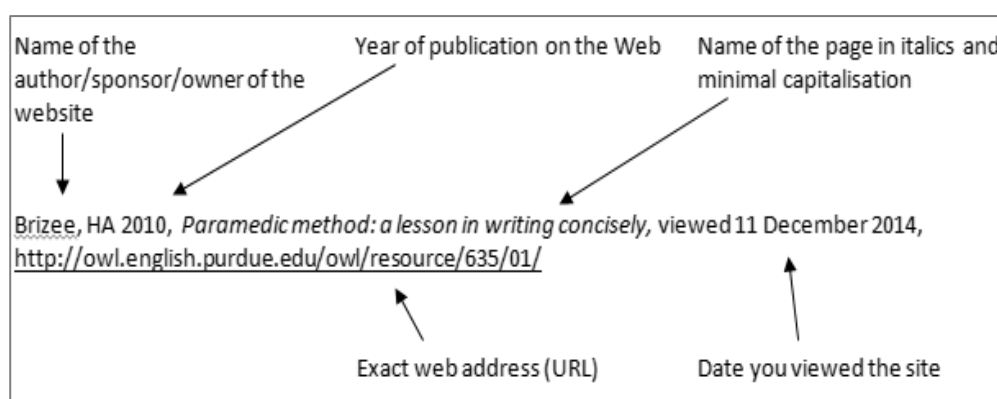 Name of the
author/sponsor/owner of the
website
Year of publication on the Web
Name of the page in italics and
minimal capitalisation
Brizee, HA 2010, Paramedic method: a lesson in writing concisely, viewed 11 December 2014,
http://owl.english.purdue.edu/owl/resource/635/01/
Exact web address (URL)
Date you viewed the site